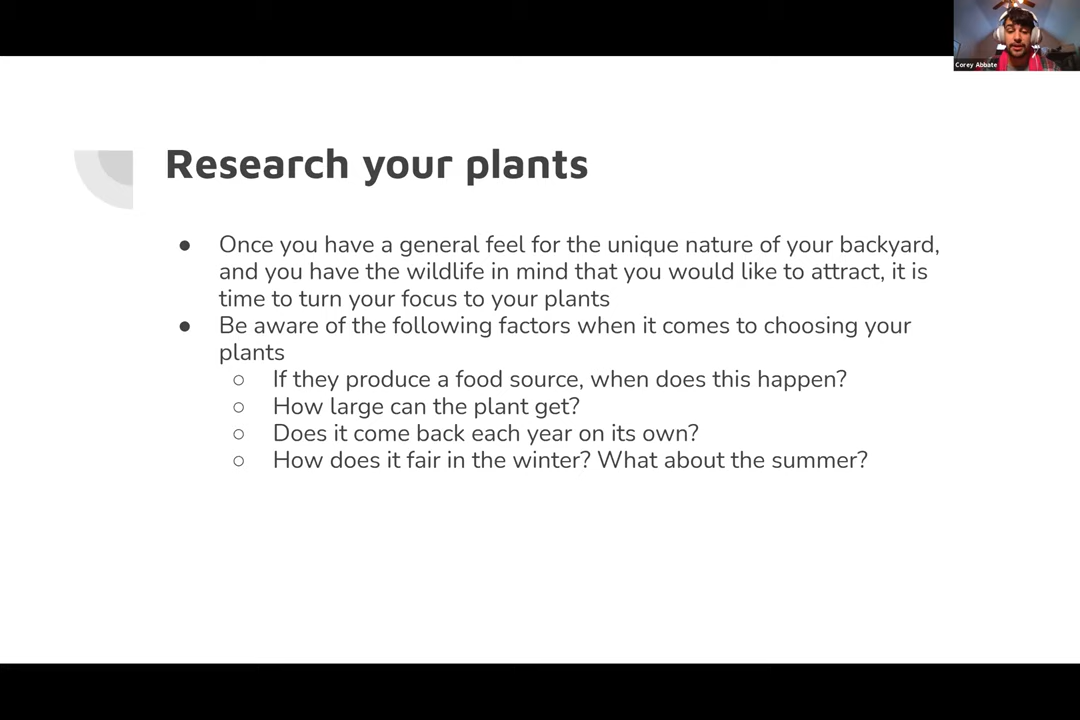 Corey Abbate
Research your plants
● Once you have a general feel for the unique nature of your backyard,
and you have the wildlife in mind that you would like to attract, it is
time to turn your focus to your plants
● Be aware of the following factors when it comes to choosing your
plants
○ If they produce a food source, when does this happen?
○ How large can the plant get?
○ Does it come back each year on its own?
○ How does it fair in the winter? What about the summer?